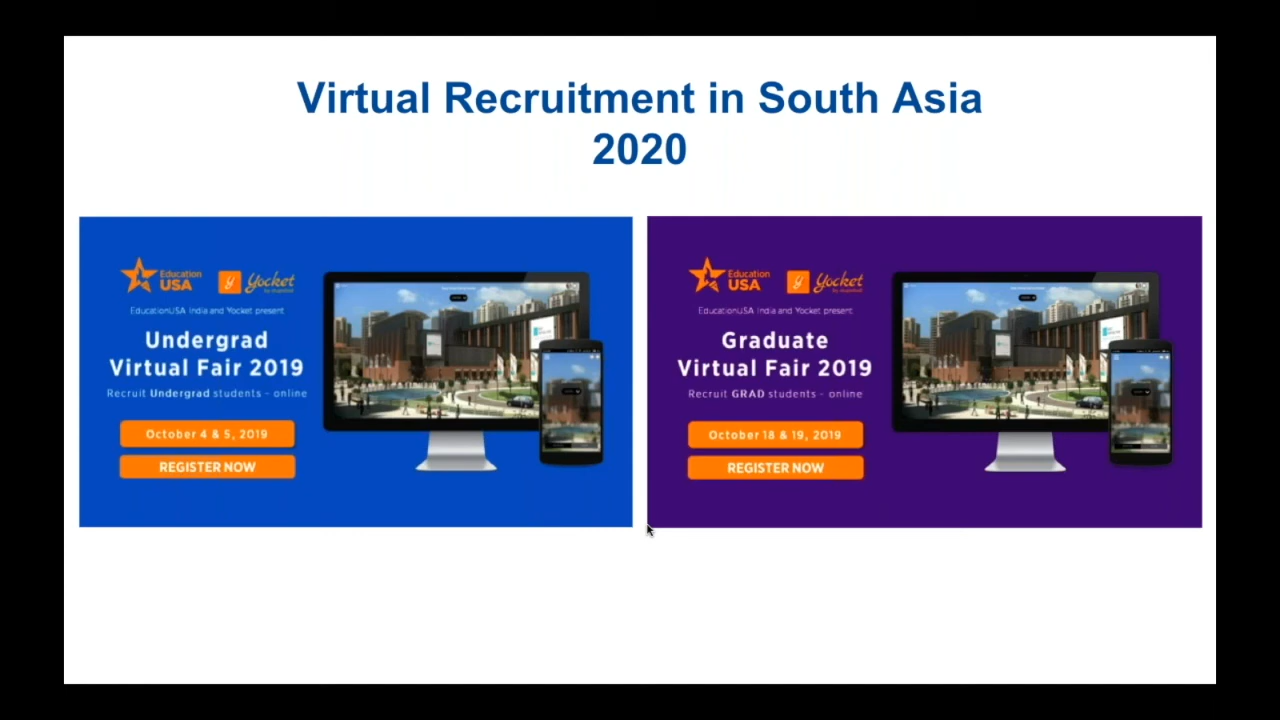 Virtual Recruitment in South Asia
2020
Education
USA
y
Yocket
EducationUSA India and Yocket present
Undergrad
Virtual Fair 2019
Recruit Undergrad students - online
October 4 & 5, 2019
REGISTER NOW
Education
USA
y
Yocket
EducationUSA India and Yocket present
Graduate
Virtual Fair 2019
Recruit GRAD students - online
October 18 & 19, 2019
REGISTER NOW